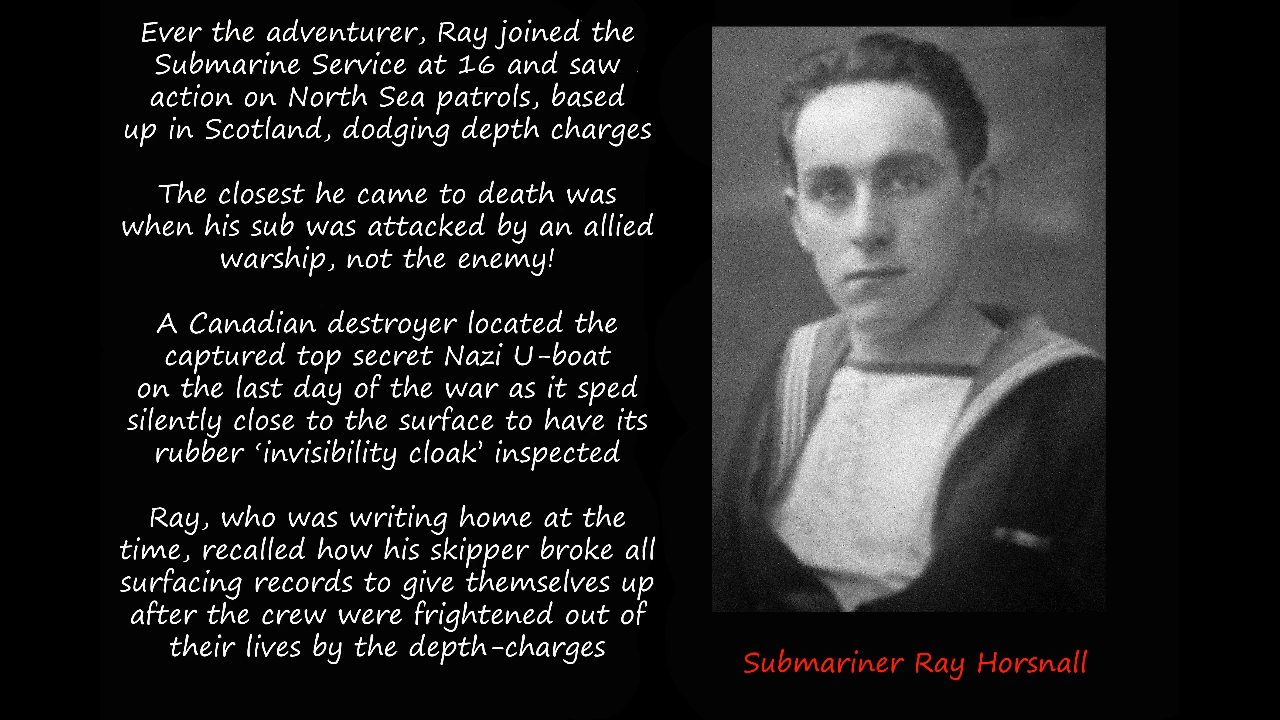 Ever the adventurer, Ray joined the
Submarine Service at 16 and saw
action on North Sea patrols, based
up in Scotland, dodging depth charges
The closest he came to death was
when his sub was attacked by an allied
warship, not the enemy!
A Canadian destroyer located the
captured top secret Nazi U-boat
on the last day of the war as it sped
silently close to the surface to have its
rubber ‘invisibility cloak’ inspected
Ray, who was writing home at the
time, recalled how his skipper broke all
surfacing records to give themselves up
after the crew were frightened out of
their lives by the depth-charges
Submariner Ray Horsnall